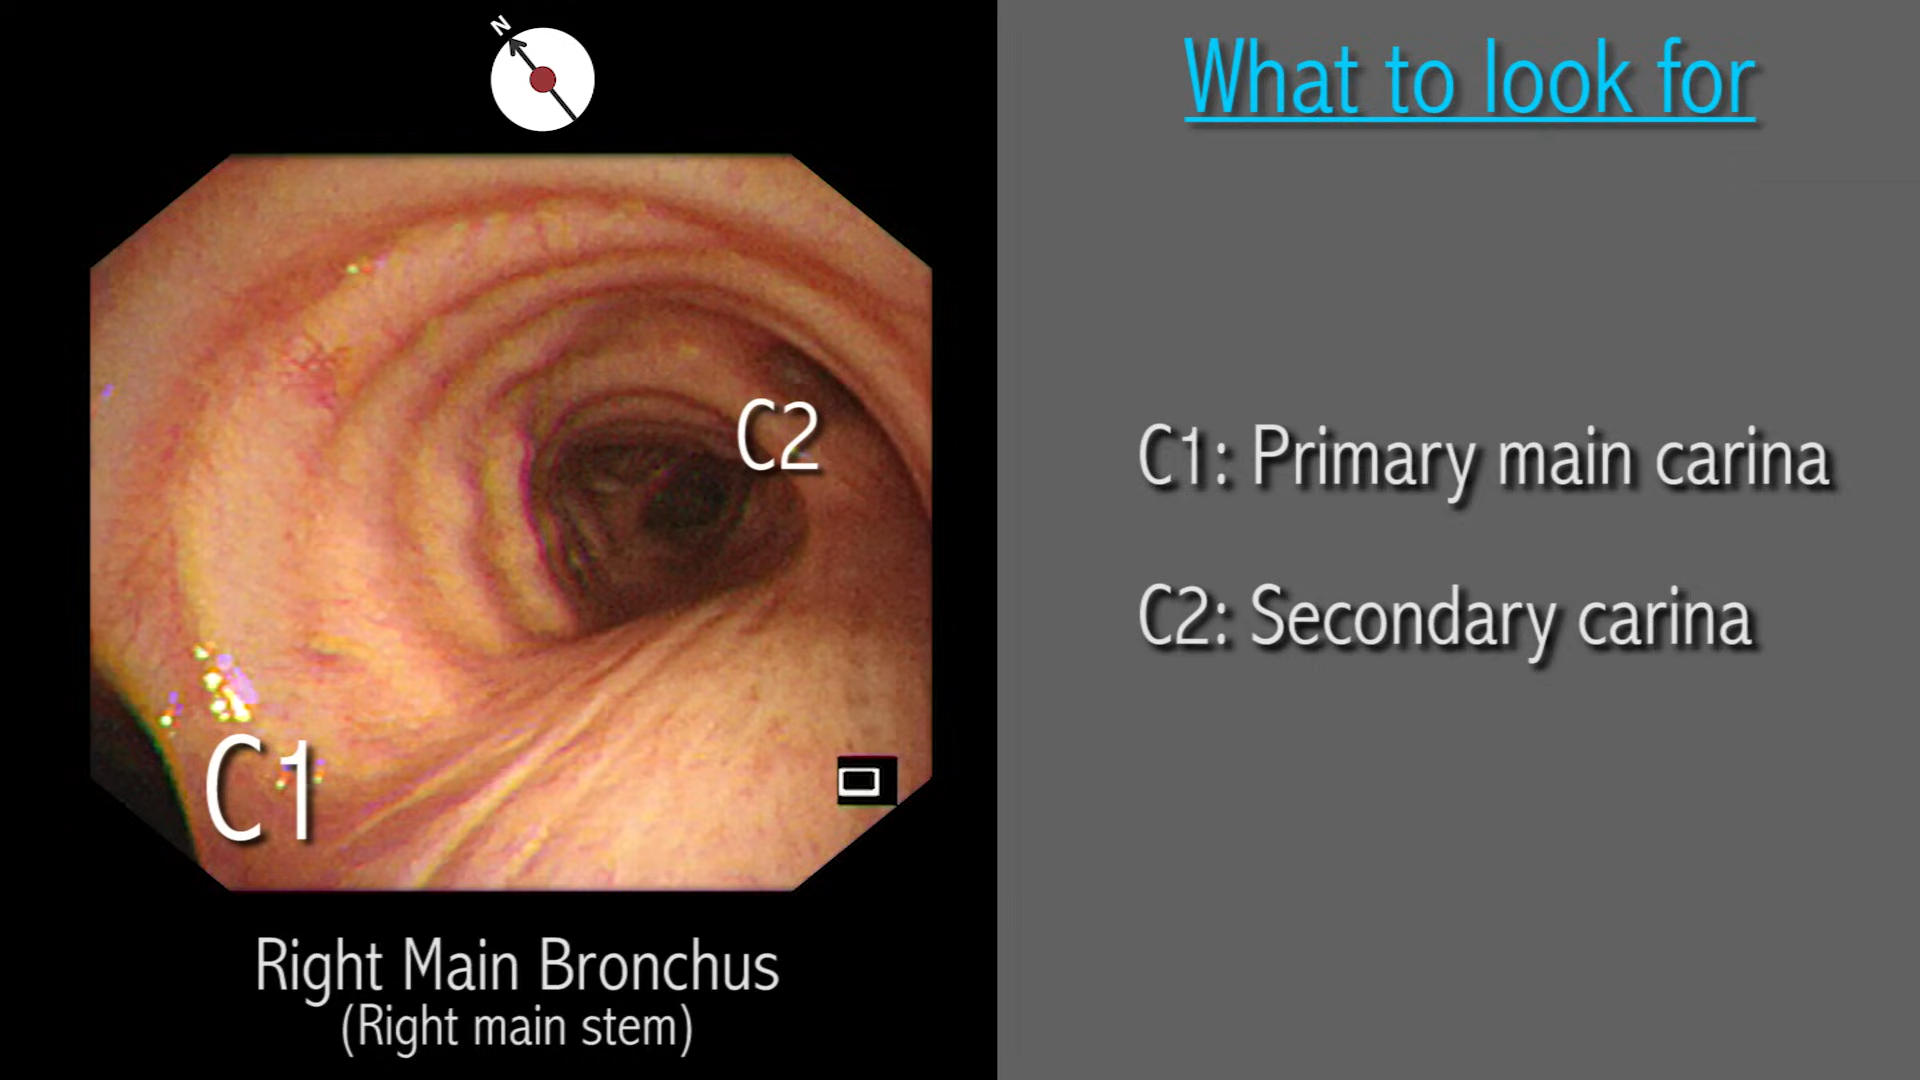 N
What to look for
C2
C1: Primary main carina
C2: Secondary carina
C1
Right Main Bronchus
(Right main stem)